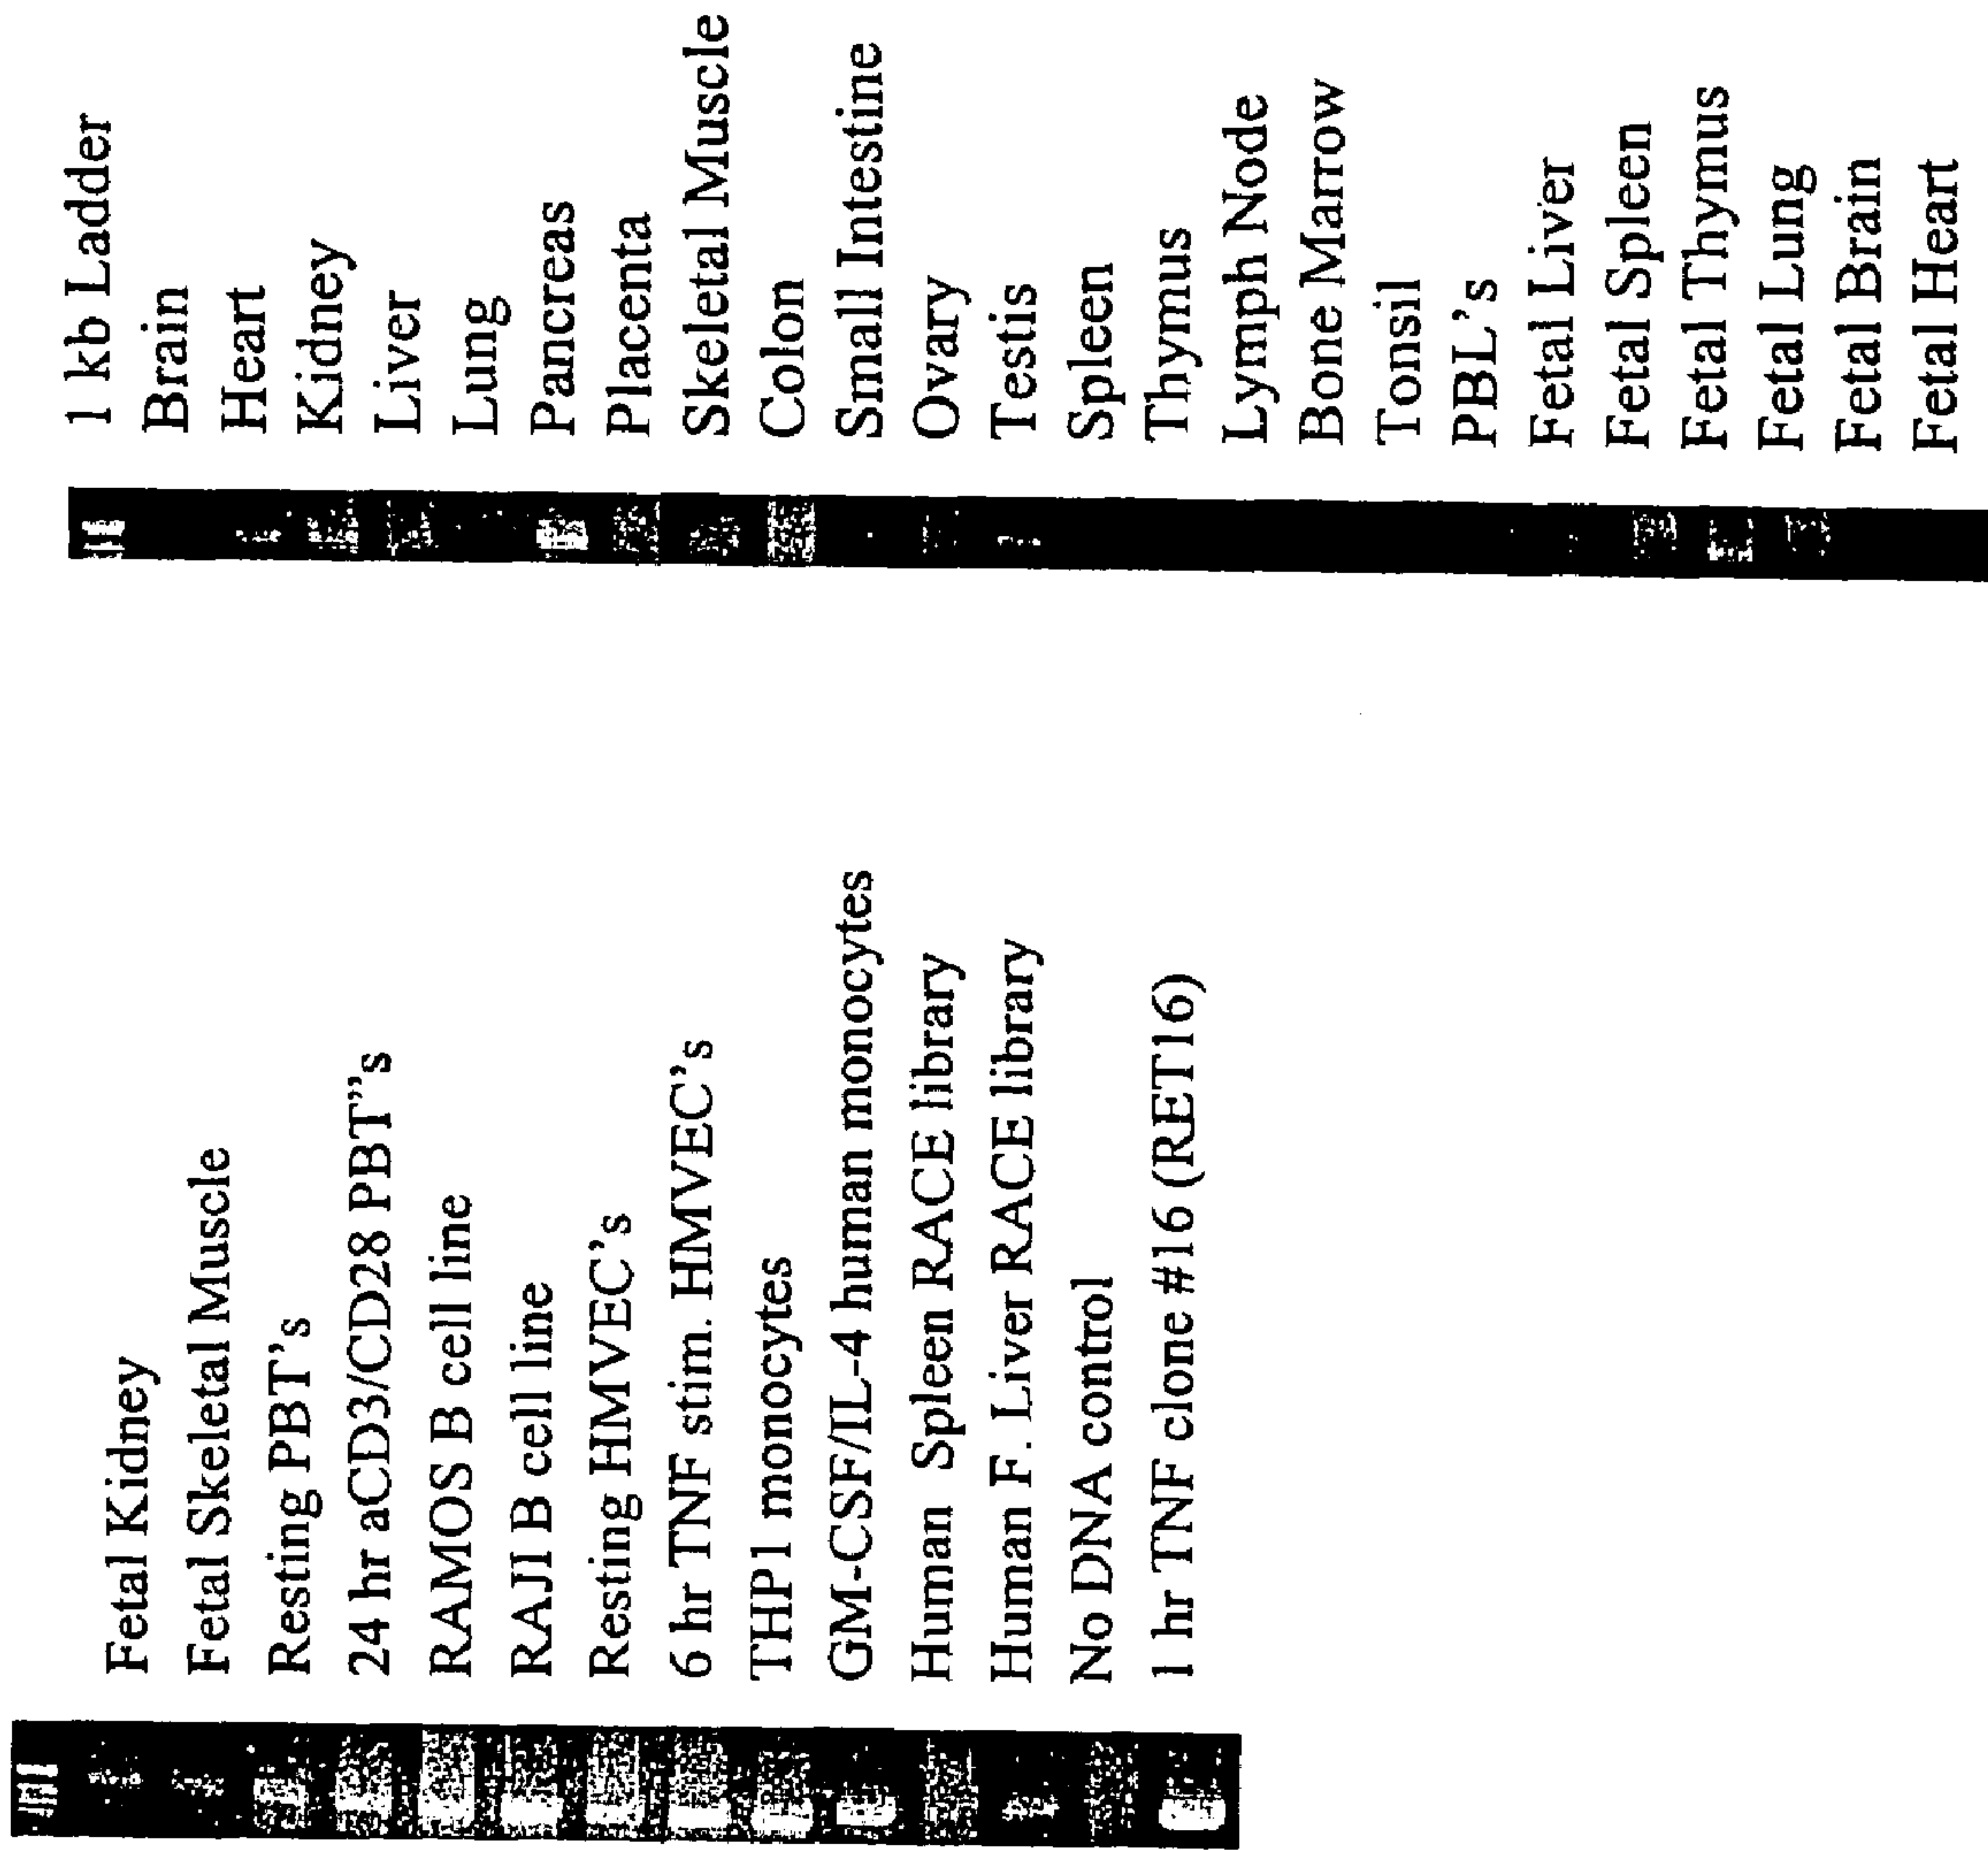 1 kb Ladder
Brain
Heart
Kidney
Liver
Lung
Pancreas
Placenta
Skeletal Muscle
Colon
Small Intestine
Ovary
Testis
Spleen
Thymus
Lymph Node
Bone Marrow
Tonsil
PBL's
Fetal Liver
Fetal Spleen
Fetal Thymus
Fetal Lung
Fetal Brain
Fetal Heart
Fetal Kidney
Fetal Skeletal Muscle
Resting PBT's
24 hr aCD3/CD28 PBT"s
RAMOS B cell line
RAJI B cell line
Resting HMVEC's
6 hr TNF stim. HMVEC's
THP1 monocytes
GM-CSF/IL-4 human monocytes
Human Spleen RACE library
Human F. Liver RACE library
No DNA control
1 hr TNF clone #16 (RET16)